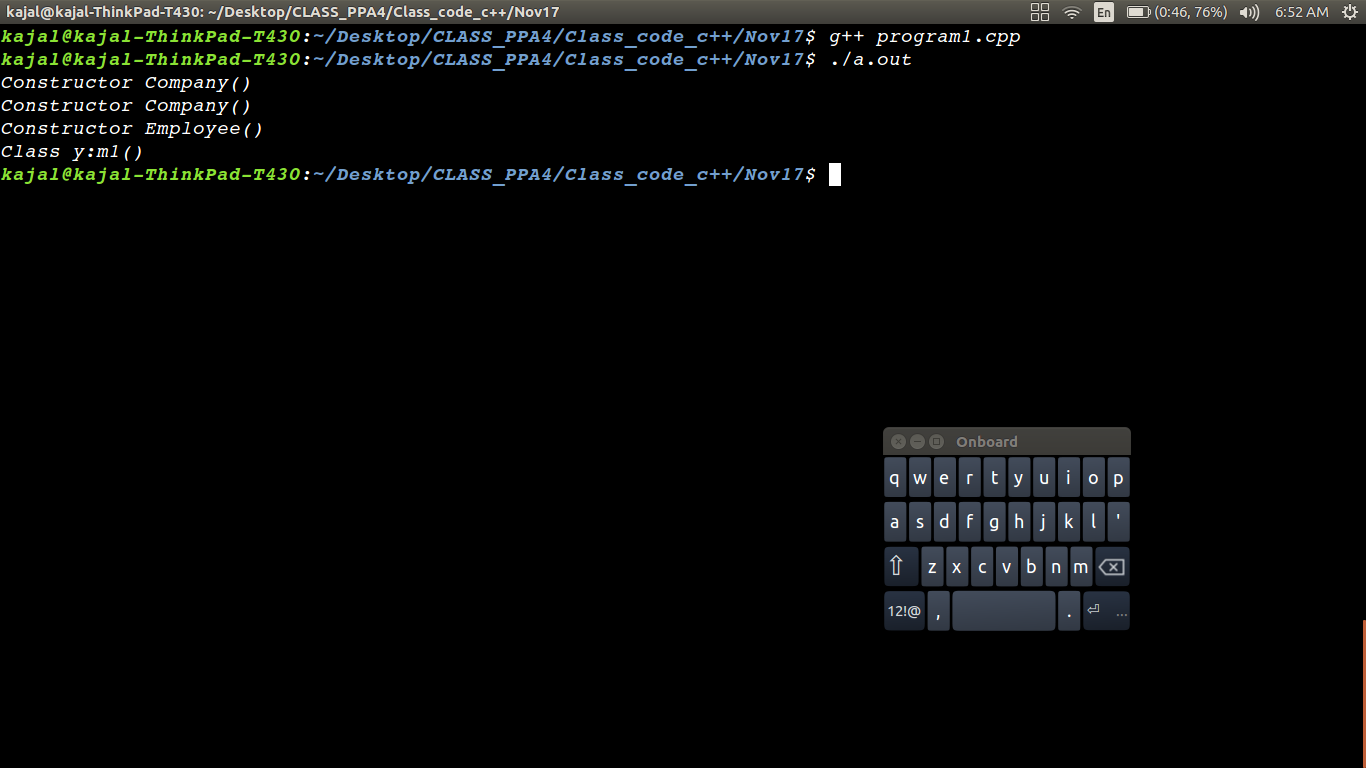 kajal@kajal-ThinkPad-T430: ~/Desktop/CLASS_PPA4/Class_code_c++/Nov17 En (0:46, 76%) 6:52 AM
kajal@kajal-ThinkPad-T430:~/Desktop/CLASS_PPA4/Class_code_c++/Nov17$ g++ program1.cpp
kajal@kajal-ThinkPad-T430:~/Desktop/CLASS_PPA4/Class_code_c++/Nov17$ ./a.out
Constructor Company()
Constructor Company()
Constructor Employee()
Class y:m1()
kajal@kajal-ThinkPad-T430:~/Desktop/CLASS_PPA4/Class_code_c++/Nov17$
Onboard
q w e r t y u i o p
a s d f g h j k l '
z x c v b n m
12!@ , . ...